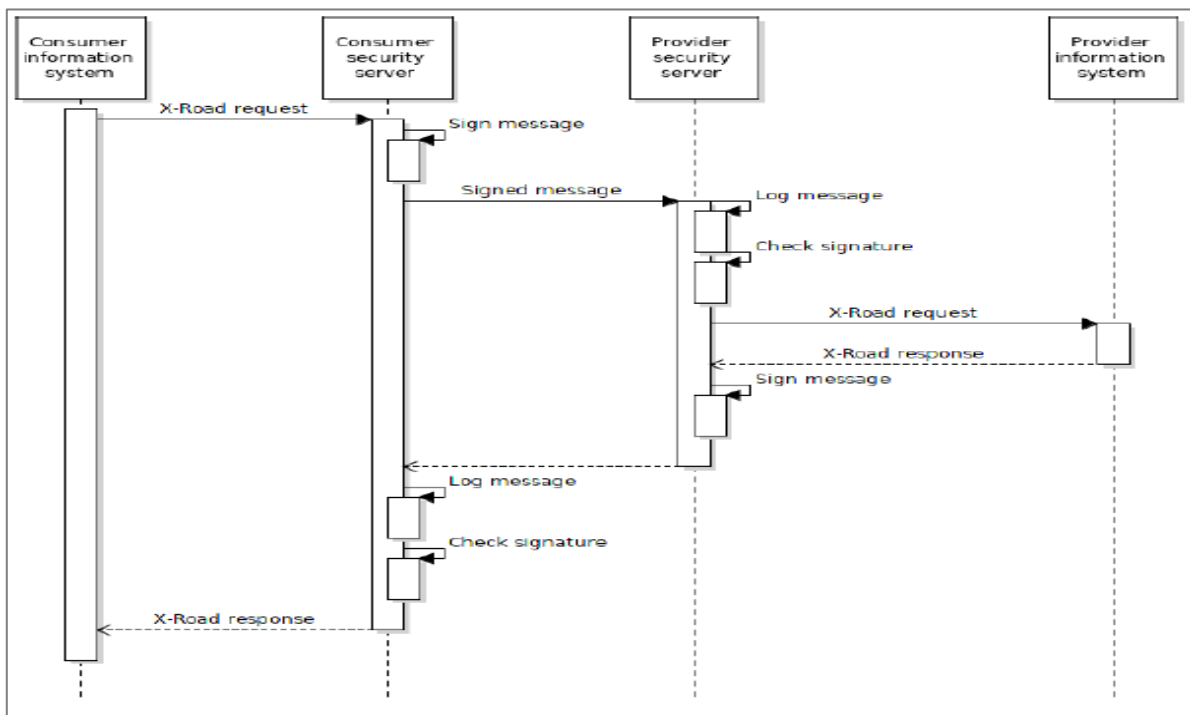 Consumer
information
system
Consumer
security
server
Provider
security
server
Provider
information
system
X-Road request
Sign message
Signed message
Log message
Check signature
X-Road request
X-Road response
Sign message
Log message
Check signature
X-Road response